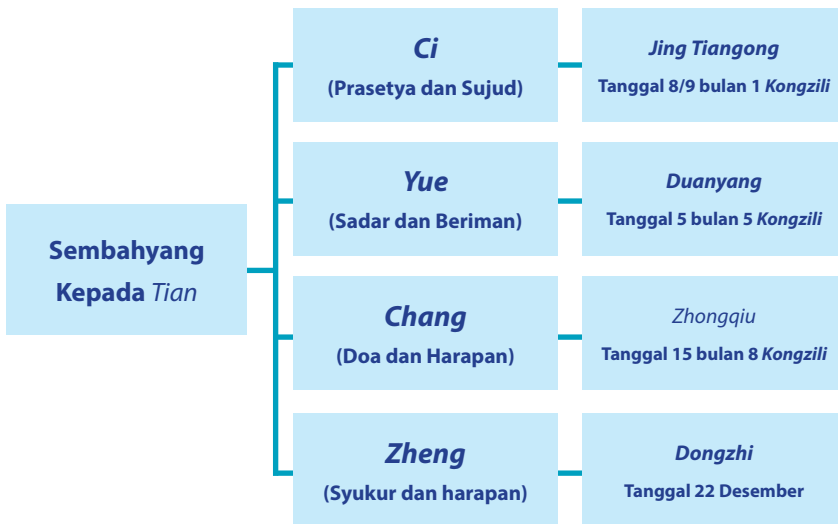 Sembahyang
Kepada Tian
Ci
(Prasetya dan Sujud)
Jing Tiangong
Tanggal 8/9 bulan 1 Kongzili
Yue
(Sadar dan Beriman)
Duanyang
Tanggal 5 bulan 5 Kongzili
Chang
(Doa dan Harapan)
Zhongqiu
Tanggal 15 bulan 8 Kongzili
Zheng
(Syukur dan harapan)
Dongzhi
Tanggal 22 Desember